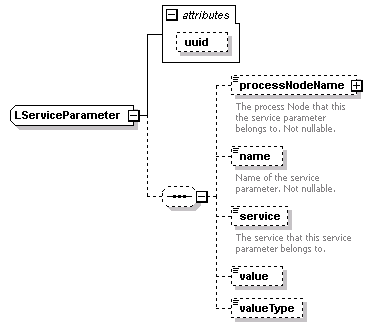 attributes
uuid
LServiceParameter
processNodeName
The process Node that this
the service parameter
belongs to. Not nullable.
name
Name of the service
parameter. Not nullable.
service
The service that this service
parameter belongs to.
value
valueType